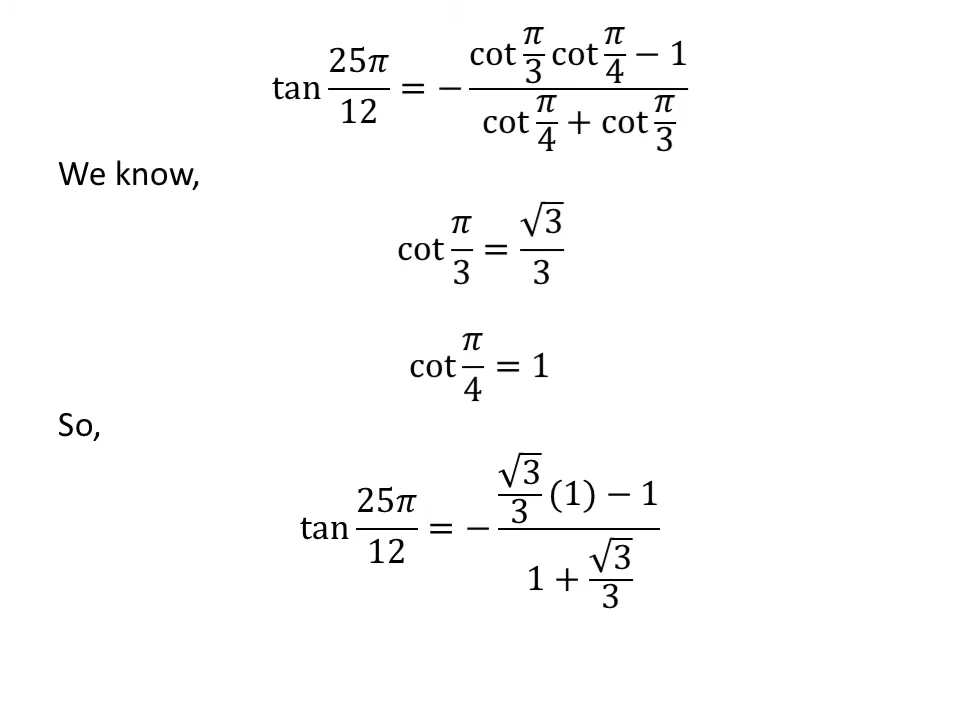 tan 25π/12 = − (cot π/3 cot π/4 − 1)/(cot π/4 + cot π/3)
We know,
cot π/3 = √3/3
cot π/4 = 1
So,
tan 25π/12 = − (√3/3 (1) − 1)/(1 + √3/3)